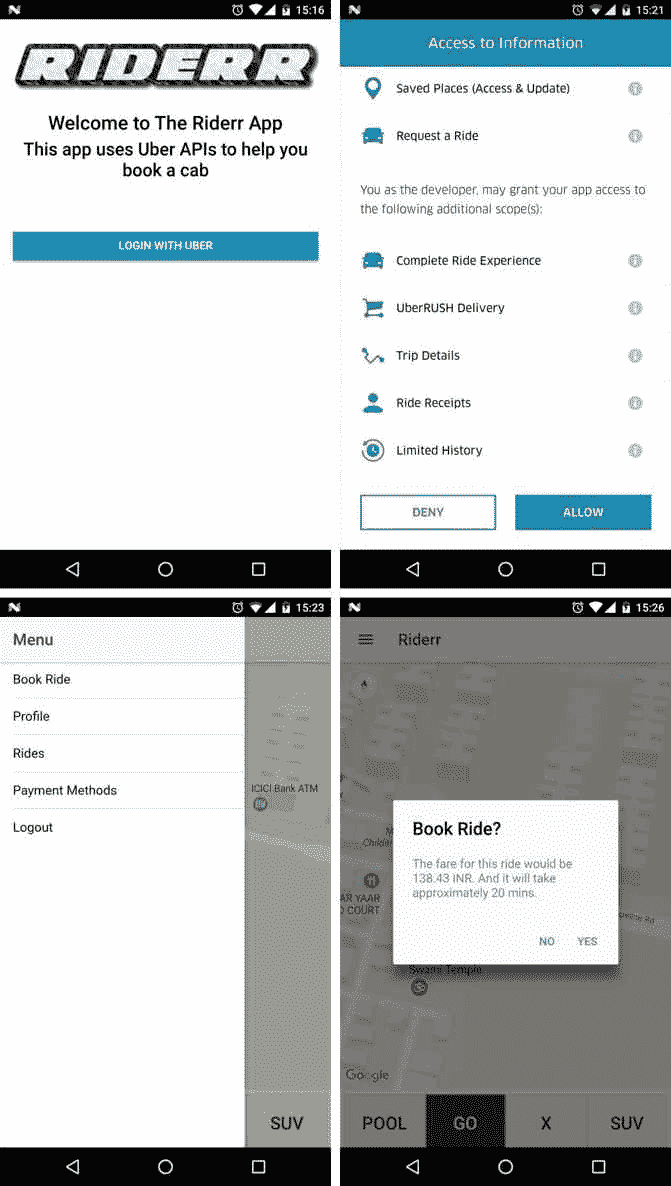 15:16
RIDERR
Welcome to The Riderr App
This app uses Uber APIs to help you
book a cab
LOGIN WITH UBER
15:21
Access to Information
Saved Places (Access & Update)
Request a Ride
You as the developer, may grant your app access to
the following additional scope(s):
Complete Ride Experience
UberRUSH Delivery
Trip Details
Ride Receipts
Limited History
DENY
ALLOW
15:23
Menu
Book Ride
Profile
Rides
Payment Methods
Logout
ICICI Bank ATM
SUV
15:26
Riderr
Book Ride?
The fare for this ride would be
138.43 INR. And it will take
approximately 20 mins.
NO YES
AR YAAR
COURT
Swami Temple
Google
POOL GO X SUV